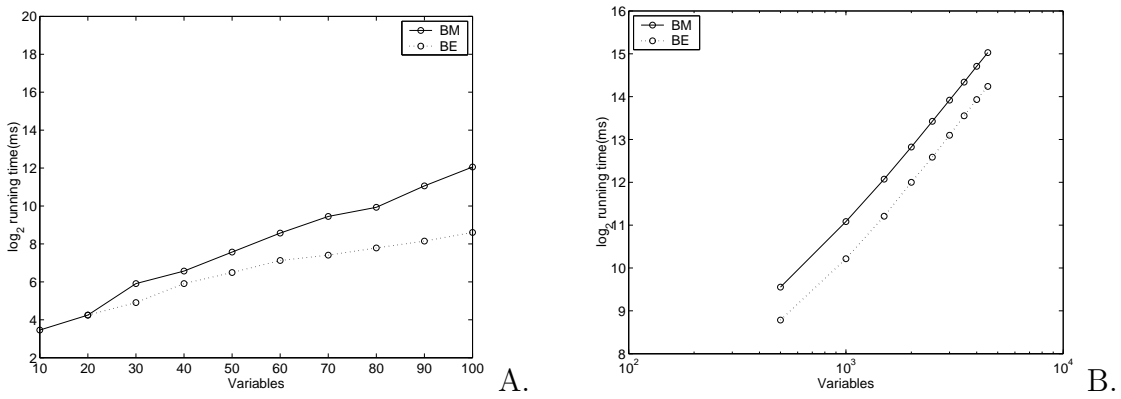 20
18
16
14
12
10
8
6
4
2
log2 running time(ms)
10 20 30 40 50 60 70 80 90 100
Variables
BM
BE
A.
16
15
14
13
12
11
10
9
8
log2 running time(ms)
10^2 10^3 10^4
Variables
BM
BE
B.